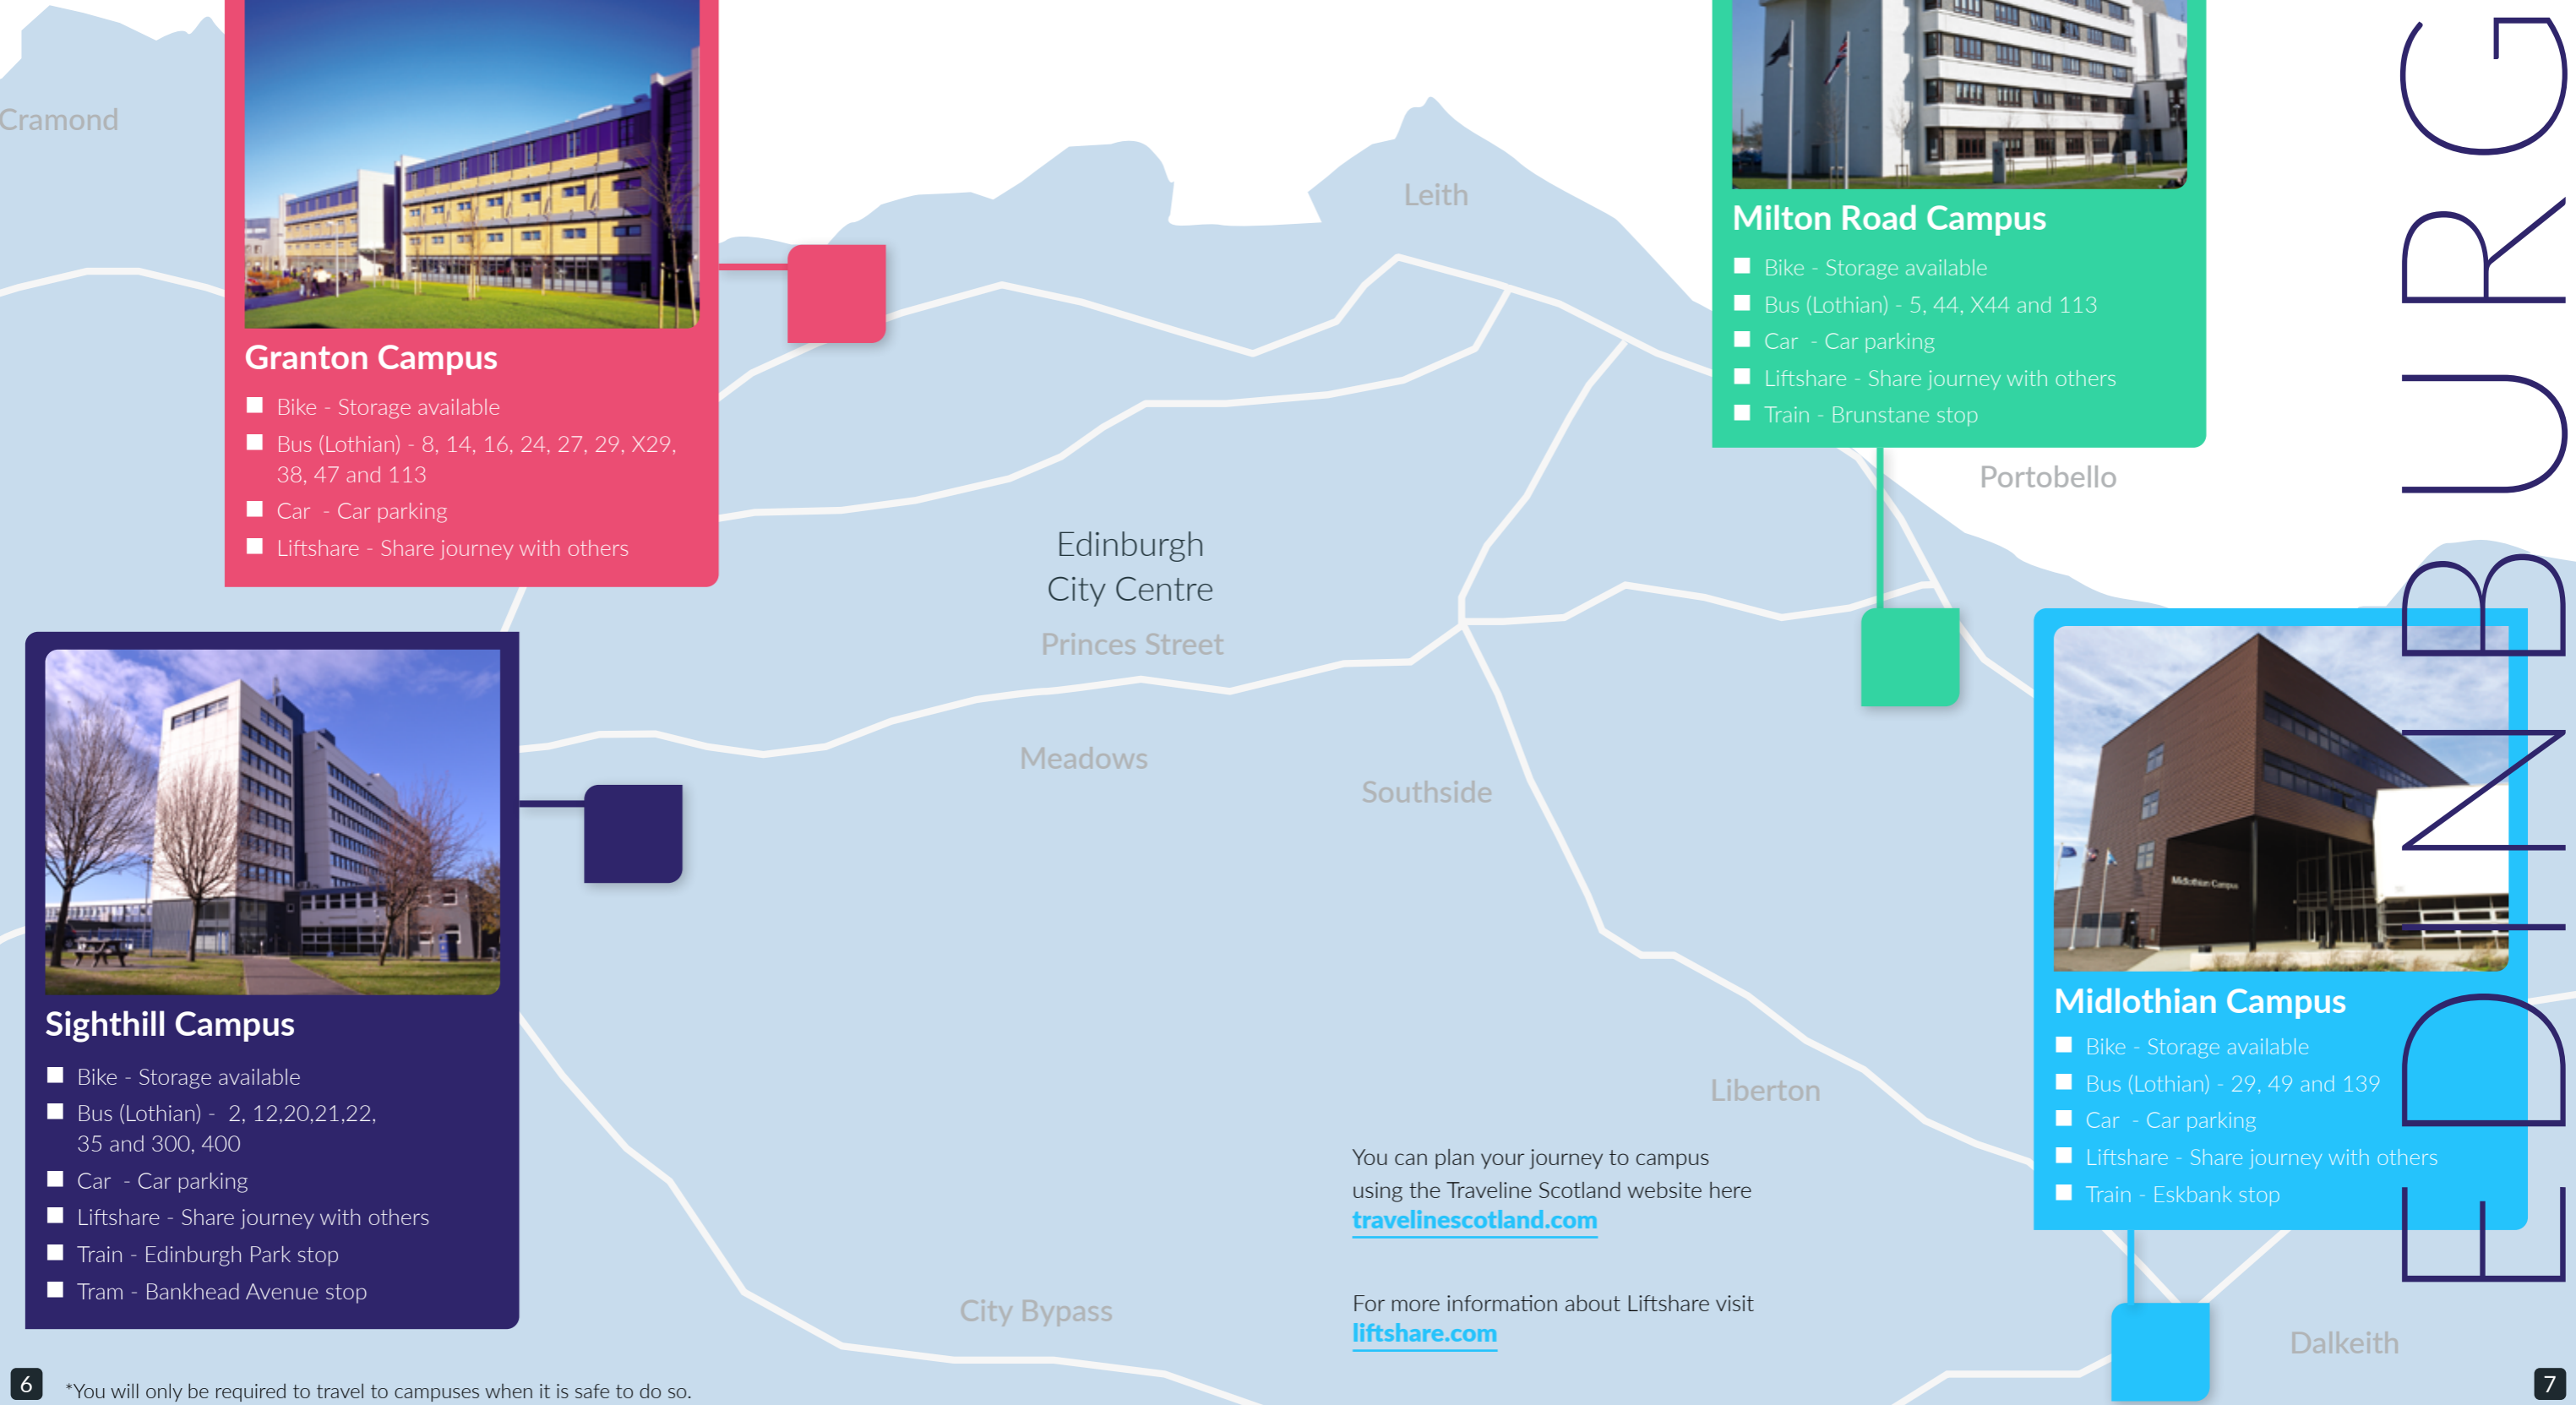 Cramond
Granton Campus
Bike - Storage available
Bus (Lothian) - 8, 14, 16, 24, 27, 29, X29,
38, 47 and 113
Car - Car parking
Liftshare - Share journey with others
Sighthill Campus
Bike - Storage available
Bus (Lothian) - 2, 12,20,21,22,
35 and 300, 400
Car - Car parking
Liftshare - Share journey with others
Train - Edinburgh Park stop
Tram - Bankhead Avenue stop
6
*You will only be required to travel to campuses when it is safe to do so.
Leith
Edinburgh
City Centre
Princes Street
Meadows
Southside
Liberton
City Bypass
You can plan your journey to campus
using the Traveline Scotland website here
travelinescotland.com
For more information about Liftshare visit
liftshare.com
Milton Road Campus
Bike - Storage available
Bus (Lothian) - 5, 44, X44 and 113
Car - Car parking
Liftshare - Share journey with others
Train - Brunstane stop
Portobello
Midlothian Campus
Midlothian Campus
Bike - Storage available
Bus (Lothian) - 29, 49 and 139
Car - Car parking
Liftshare - Share journey with others
Train - Eskbank stop
Dalkeith
EDINBURG
7